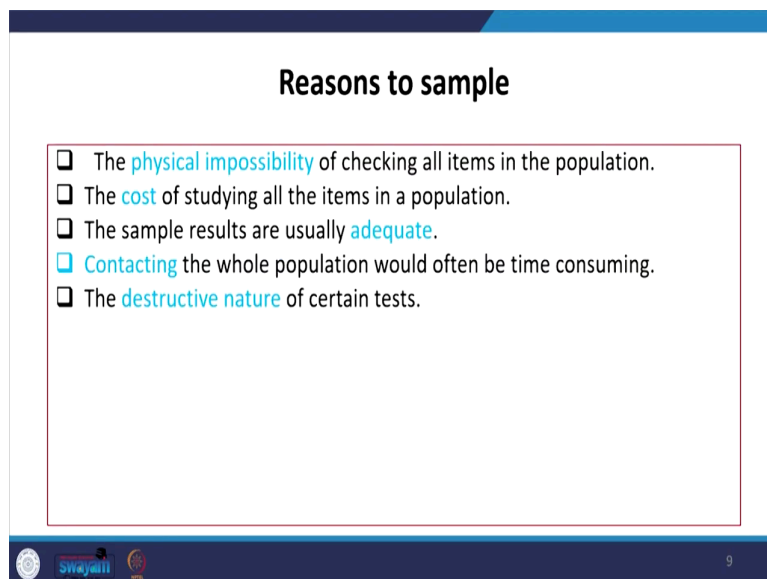 Reasons to sample
❑ The physical impossibility of checking all items in the population.
❑ The cost of studying all the items in a population.
❑ The sample results are usually adequate.
❑ Contacting the whole population would often be time consuming.
❑ The destructive nature of certain tests.
swayam
9